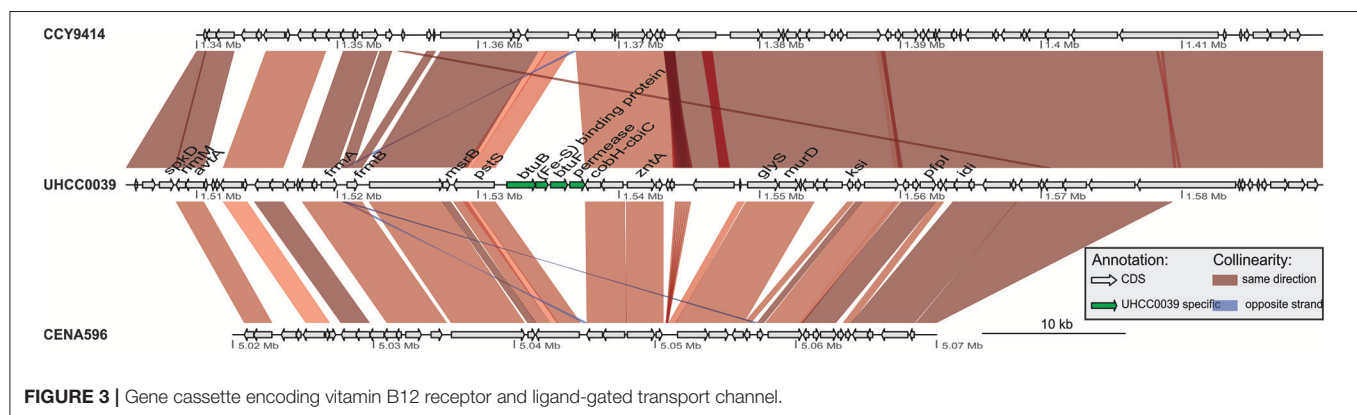 CCY9414
1.34 Mb 1.35 Mb 1.36 Mb 1.37 Mb 1.38 Mb 1.39 Mb 1.4 Mb 1.41 Mb
spkD rimM avtA frmA frmB msrB pstS btuB (Fe-S) binding protein btuF permease cobH-cbiC zntA glyS murD ksi pfpI idi
UHCC0039
1.51 Mb 1.52 Mb 1.53 Mb 1.54 Mb 1.55 Mb 1.56 Mb 1.57 Mb 1.58 Mb
Annotation: Collinearity:
CDS same direction
UHCC0039 specific opposite strand
10 kb
CENA596
5.02 Mb 5.03 Mb 5.04 Mb 5.05 Mb 5.06 Mb 5.07 Mb
FIGURE 3 | Gene cassette encoding vitamin B12 receptor and ligand-gated transport channel.